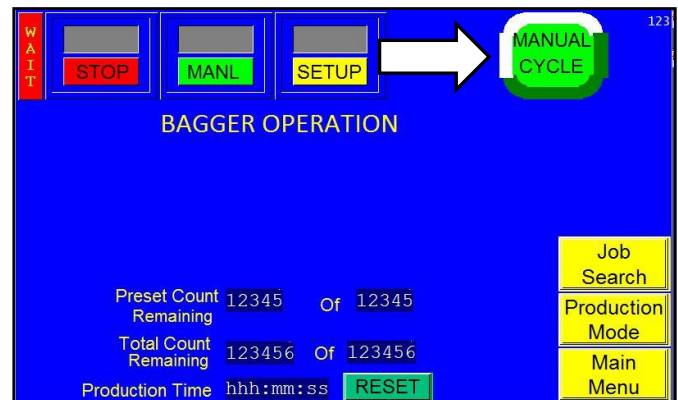 123
WAIT
STOP
MANL
SETUP
MANUAL
CYCLE
BAGGER OPERATION
Job
Search
Preset Count
Remaining
12345 Of 12345
Production
Mode
Total Count
Remaining
123456 Of 123456
Main
Menu
Production Time hhh:mm:ss RESET